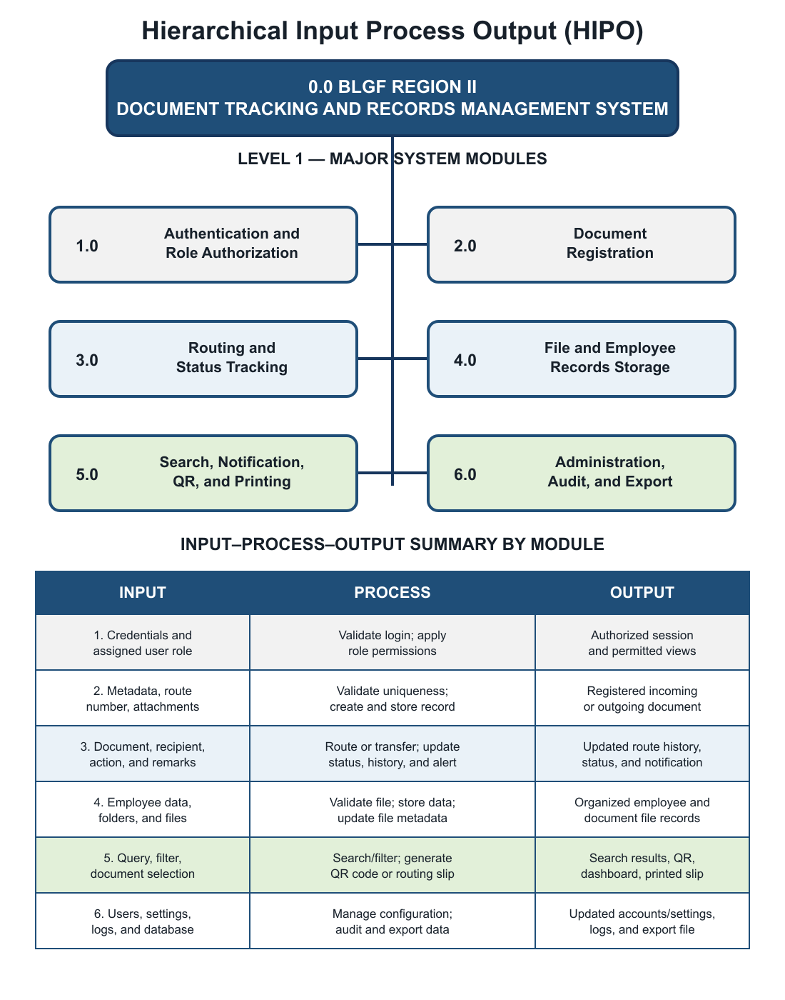 Hierarchical Input Process Output (HIPO)
0.0 BLGF REGION II
DOCUMENT TRACKING AND RECORDS MANAGEMENT SYSTEM
LEVEL 1 — MAJOR SYSTEM MODULES
1.0
Authentication and
Role Authorization
2.0
Document
Registration
3.0
Routing and
Status Tracking
4.0
File and Employee
Records Storage
5.0
Search, Notification,
QR, and Printing
6.0
Administration,
Audit, and Export
INPUT–PROCESS–OUTPUT SUMMARY BY MODULE
INPUT
PROCESS
OUTPUT
1. Credentials and
assigned user role
Validate login; apply
role permissions
Authorized session
and permitted views
2. Metadata, route
number, attachments
Validate uniqueness;
create and store record
Registered incoming
or outgoing document
3. Document, recipient,
action, and remarks
Route or transfer; update
status, history, and alert
Updated route history,
status, and notification
4. Employee data,
folders, and files
Validate file; store data;
update file metadata
Organized employee and
document file records
5. Query, filter,
document selection
Search/filter; generate
QR code or routing slip
Search results, QR,
dashboard, printed slip
6. Users, settings,
logs, and database
Manage configuration;
audit and export data
Updated accounts/settings,
logs, and export file